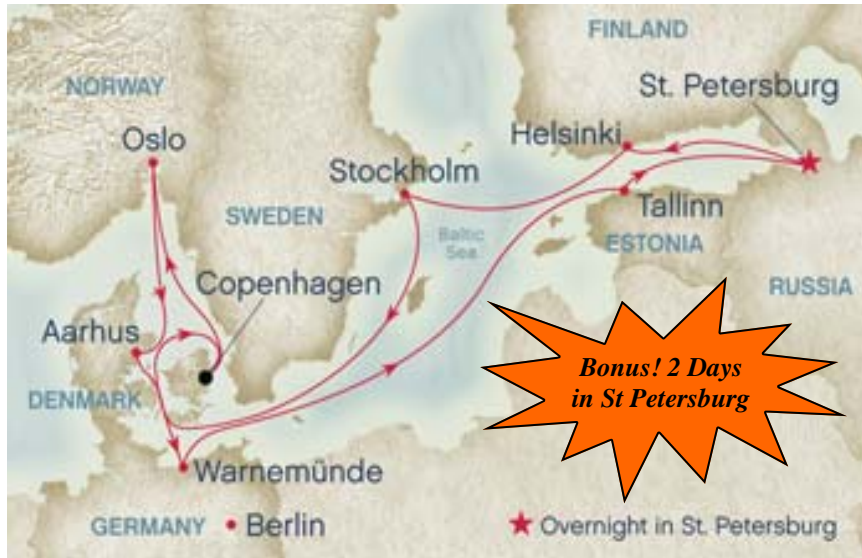 FINLAND
NORWAY
St. Petersburg
Oslo
Helsinki
Stockholm
Tallinn
SWEDEN
Baltic
Sea
ESTONIA
Copenhagen
RUSSIA
Aarhus
Bonus! 2 Days
in St Petersburg
DENMARK
Warnemünde
GERMANY
Berlin
Overnight in St. Petersburg